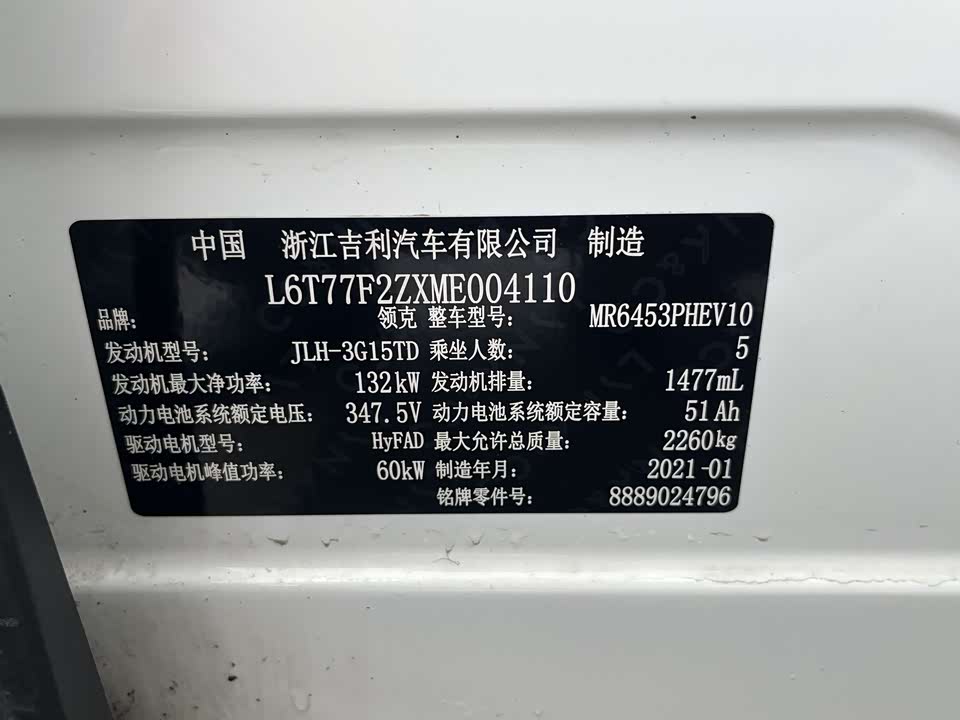 中国 浙江吉利汽车有限公司 制造
L6T77F2ZXME004110
品牌: 领克 整车型号: MR6453PHEV10
发动机型号: JLH-3G15TD 乘坐人数: 5
发动机最大净功率: 132kW 发动机排量: 1477mL
动力电池系统额定电压: 347.5V 动力电池系统额定容量: 51Ah
驱动电机型号: HyFAD 最大允许总质量: 2260kg
驱动电机峰值功率: 60kW 制造年月: 2021-01
铭牌零件号: 8889024796